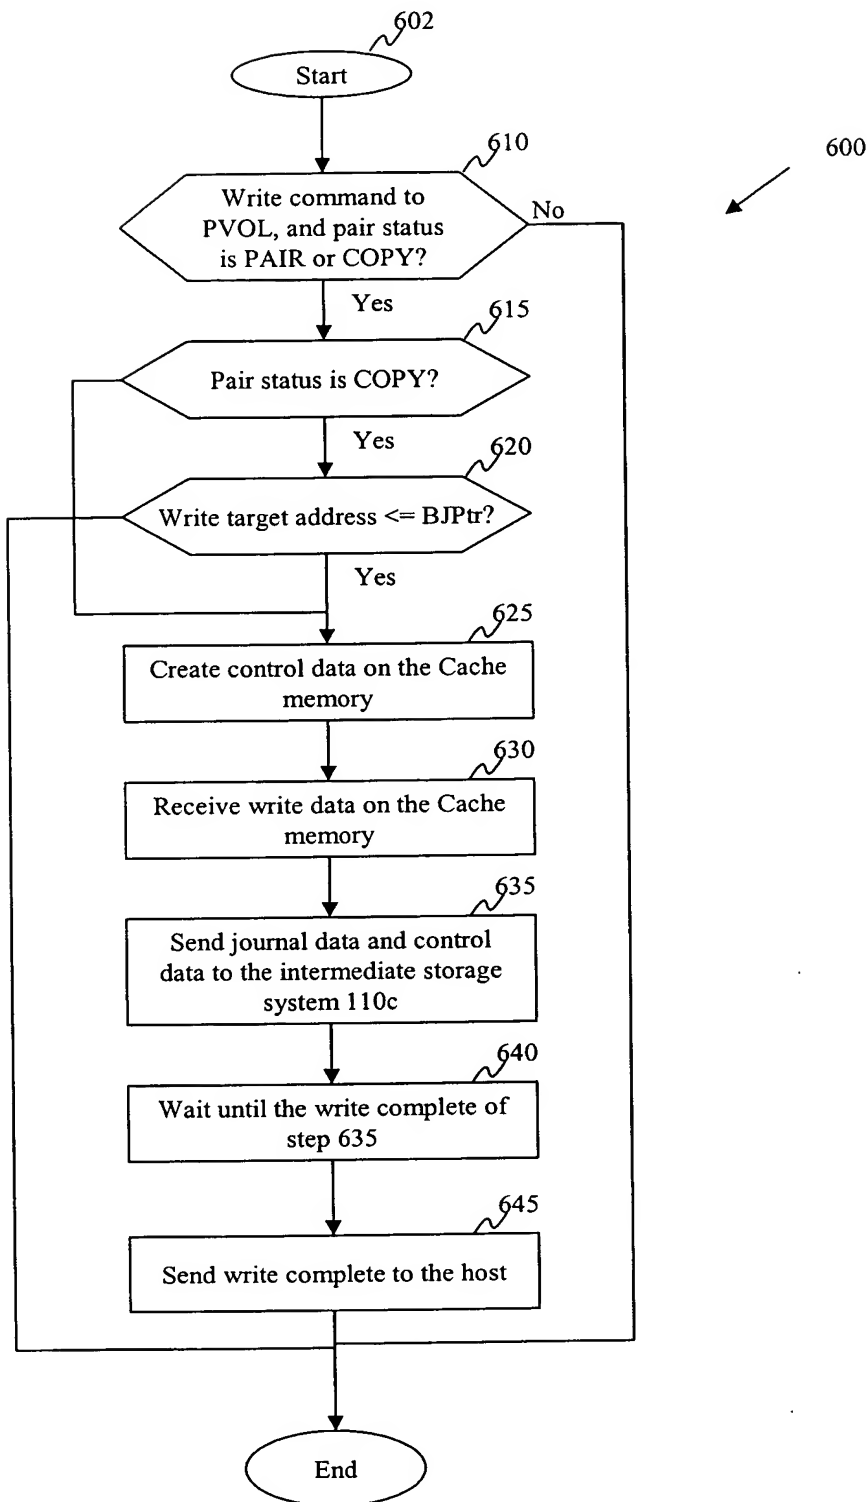 602
Start
610
600
Write command to
PVOL, and pair status
is PAIR or COPY?
No
Yes
615
Pair status is COPY?
Yes
620
Write target address <= BJPtr?
Yes
625
Create control data on the Cache
memory
630
Receive write data on the Cache
memory
635
Send journal data and control
data to the intermediate storage
system 110c
640
Wait until the write complete of
step 635
645
Send write complete to the host
End